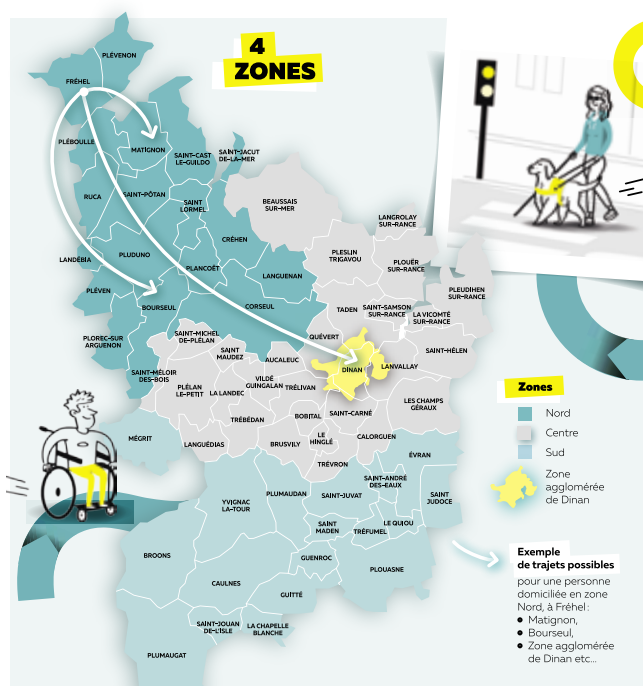 4
ZONES
PLÉVENON
FRÉHEL
PLÉBOULLE
MATIGNON
SAINT-CAST
LE-GUILDO
SAINT-JACUT
DE-LA-MER
RUCA
SAINT-PÔTAN
SAINT
LORMEL
BEAUSSAIS
SUR-MER
LANGROLAY
SUR-RANCE
CRÉHEN
LANDÉBIA
PLUDUNO
PLESLIN
TRIGAVOU
PLOUËR
SUR-RANCE
PLANCOËT
LANGUENAN
PLÉVEN
PLEUDIHEN
SUR-RANCE
BOURSEUL
CORSEUL
TADEN
SAINT-SAMSON
SUR-RANCE
LA VICOMTÉ
SUR-RANCE
PLOREC-SUR
ARGUENON
SAINT-MICHEL
DE-PLÉLAN
QUÉVERT
SAINT
MAUDEZ
AUCALEUC
SAINT-HÉLEN
DINAN
LANVALLAY
SAINT-MÉLOIR
DES-BOIS
PLÉLAN
LE-PETIT
LA LANDEC
VILDÉ
GUINGALAN
TRÉLIVAN
LES CHAMPS
GÉRAUX
TRÉBÉDAN
BOBITAL
SAINT-CARNÉ
MÉGRIT
LANGUÉDIAS
BRUSVILY
LE
HINGLÉ
CALORGUEN
TRÉVRON
ÉVRAN
YVIGNAC
LA-TOUR
PLUMAUDAN
SAINT-JUVAT
SAINT-ANDRÉ
DES-EAUX
SAINT
JUDOCE
SAINT
MADEN
TRÉFUMEL
LE QUIOU
BROONS
GUENROC
PLOUASNE
CAULNES
GUITTÉ
SAINT-JOUAN
DE-L'ISLE
LA CHAPELLE
BLANCHE
PLUMAUGAT
Zones
Nord
Centre
Sud
Zone
agglomérée
de Dinan
Exemple
de trajets possibles
pour une personne
domiciliée en zone
Nord, à Fréhel :
• Matignon,
• Bourseul,
• Zone agglomérée
de Dinan etc...